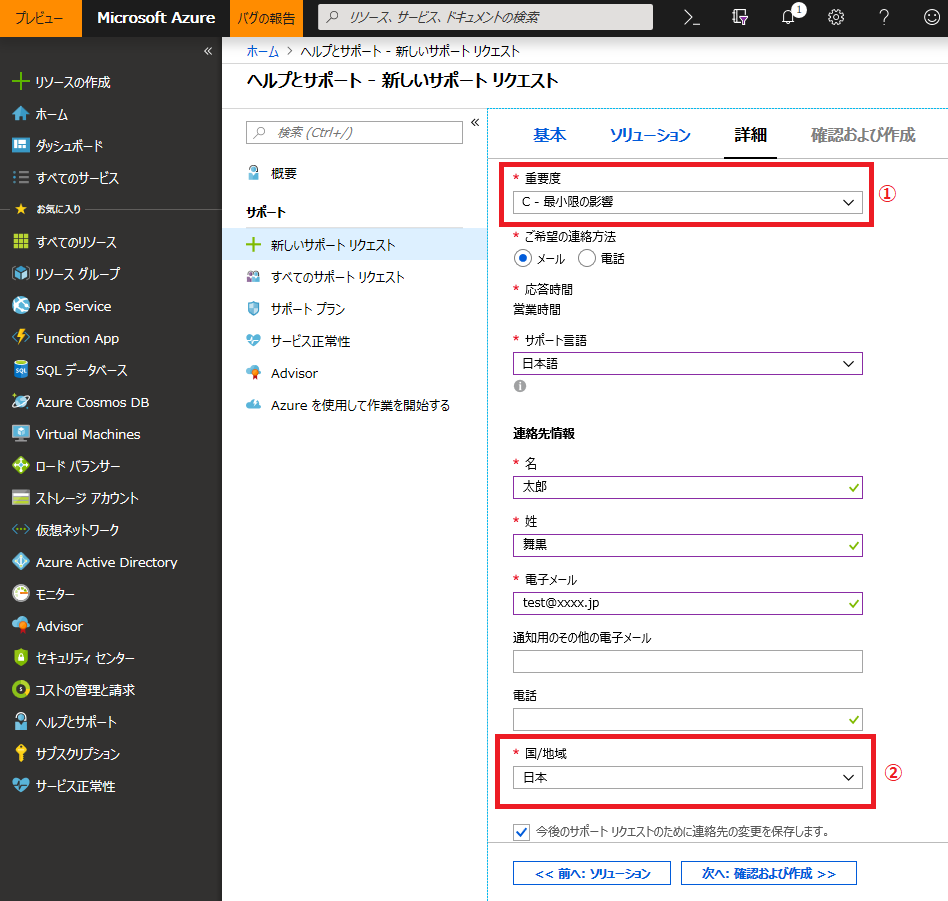 プレビュー
Microsoft Azure
バグの報告
リソース、サービス、ドキュメントの検索
1
ホーム > ヘルプとサポート - 新しいサポート リクエスト
ヘルプとサポート - 新しいサポート リクエスト
リソースの作成
ホーム
ダッシュボード
すべてのサービス
お気に入り
すべてのリソース
リソース グループ
App Service
Function App
SQL データベース
Azure Cosmos DB
Virtual Machines
ロード バランサー
ストレージ アカウント
仮想ネットワーク
Azure Active Directory
モニター
Advisor
セキュリティ センター
コストの管理と請求
ヘルプとサポート
サブスクリプション
サービス正常性
検索 (Ctrl+/)
概要
サポート
新しいサポート リクエスト
すべてのサポート リクエスト
サポート プラン
サービス正常性
Advisor
Azure を使用して作業を開始する
基本
ソリューション
詳細
確認および作成
* 重要度
C - 最小限の影響
①
* ご希望の連絡方法
メール
電話
* 応答時間
営業時間
* サポート言語
日本語
連絡先情報
* 名
太郎
* 姓
舞黒
* 電子メール
test@xxxx.jp
通知用のその他の電子メール
電話
* 国/地域
日本
②
今後のサポート リクエストのために連絡先の変更を保存します。
<< 前へ: ソリューション
次へ: 確認および作成 >>